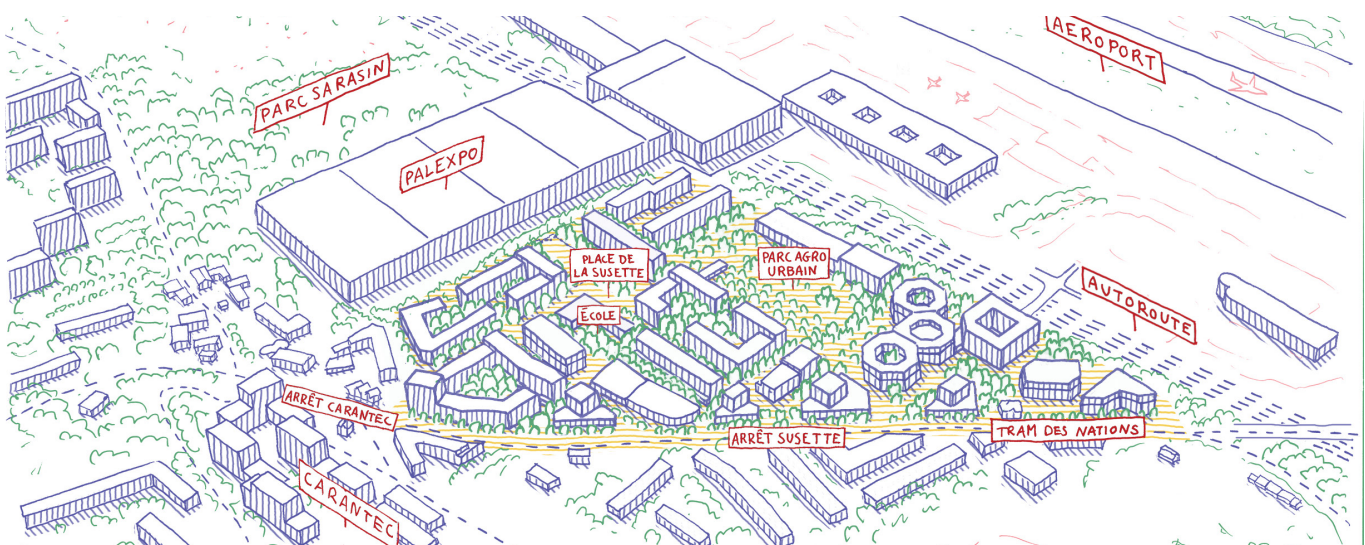 AEROPORT
PARC SARASIN
PALEXPO
PLACE DE
LA SUSETTE
PARC AGRO
URBAIN
AUTOROUTE
ÉCOLE
ARRÊT CARANTEC
ARRÊT SUSETTE
TRAM DES NATIONS
CARANTEC